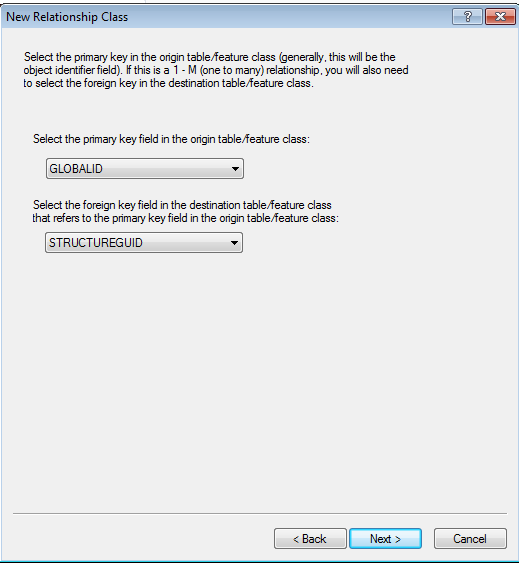 New Relationship Class
?
Select the primary key in the origin table/feature class (generally, this will be the
object identifier field). If this is a 1 - M (one to many) relationship, you will also need
to select the foreign key in the destination table/feature class.
Select the primary key field in the origin table/feature class:
GLOBALID
Select the foreign key field in the destination table/feature class
that refers to the primary key field in the origin table/feature class:
STRUCTUREGUID
< Back Next > Cancel